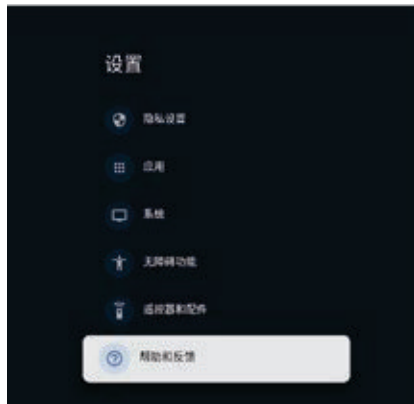 设置
隐私设置
应用
系统
无障碍功能
遥控器和配件
帮助和反馈